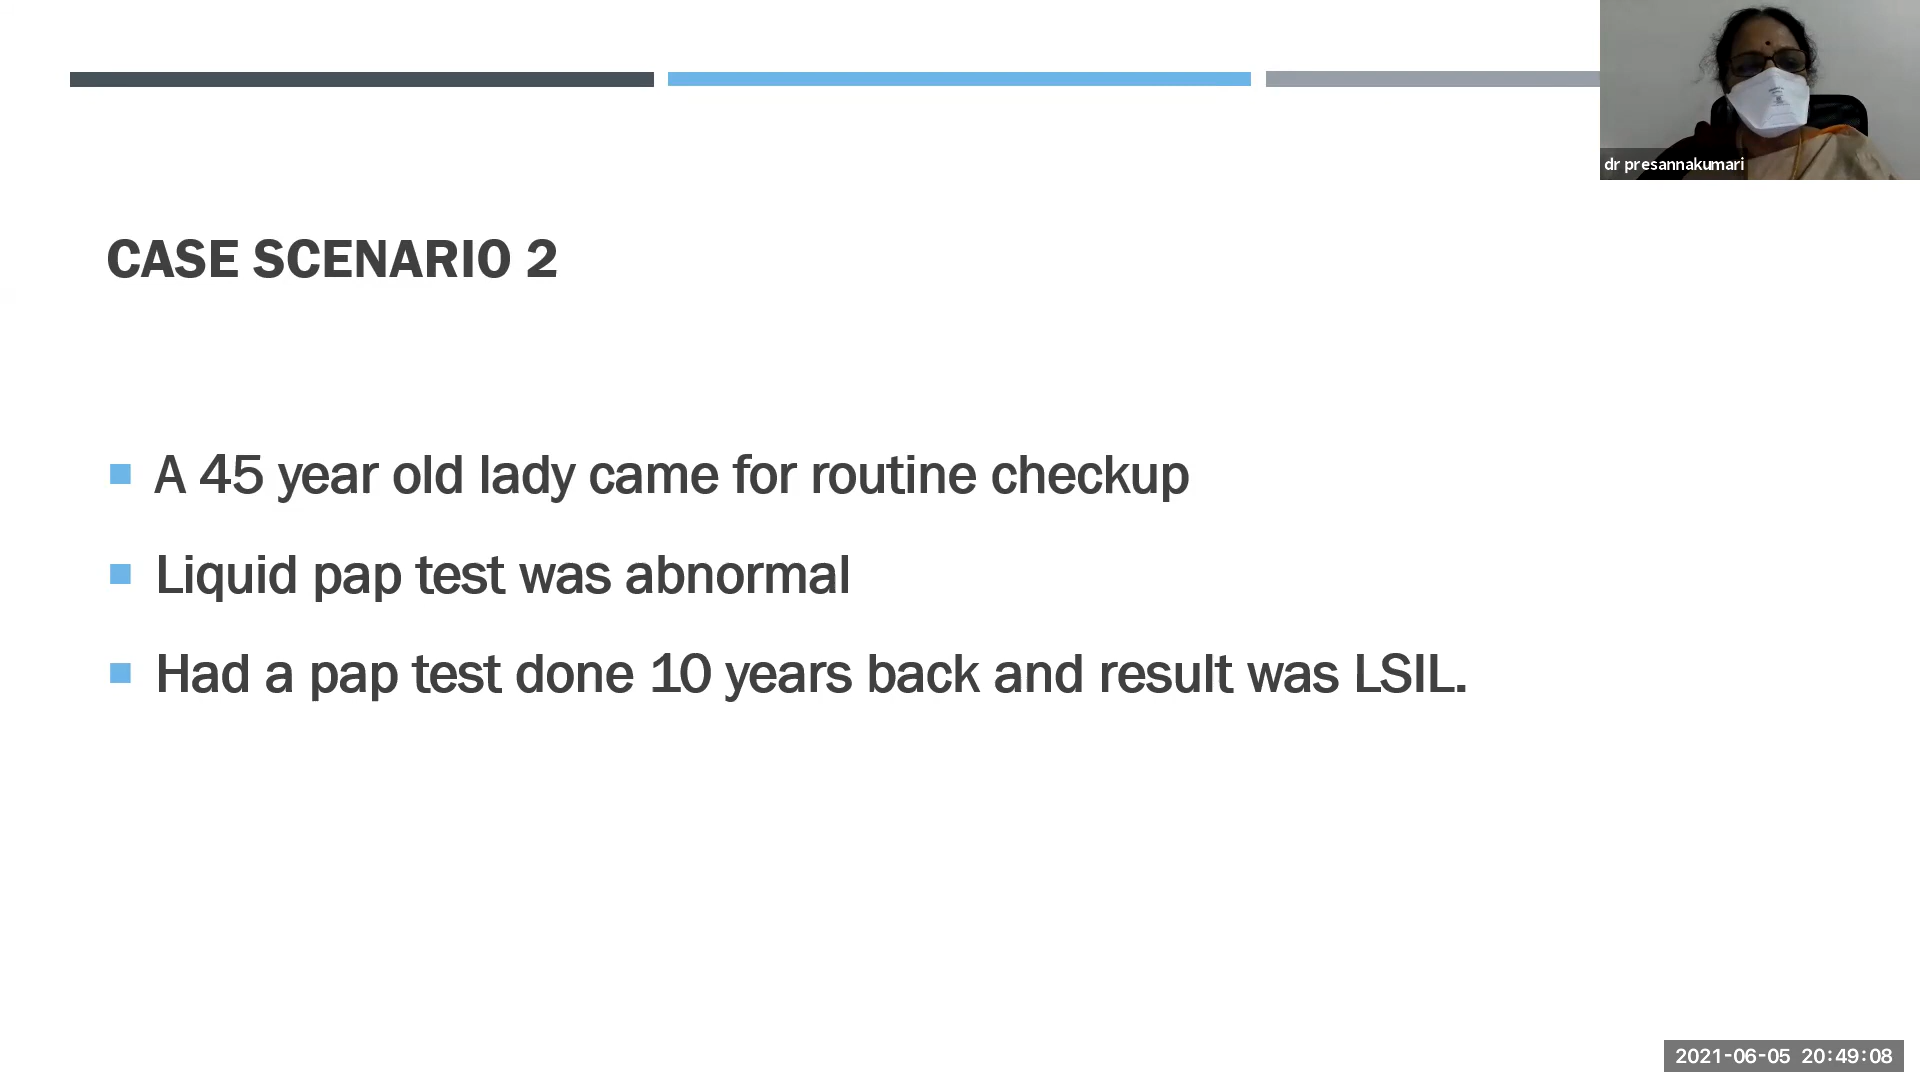 dr presannakumari
CASE SCENARIO 2
A 45 year old lady came for routine checkup
Liquid pap test was abnormal
Had a pap test done 10 years back and result was LSIL.
2021-06-05 20:49:08